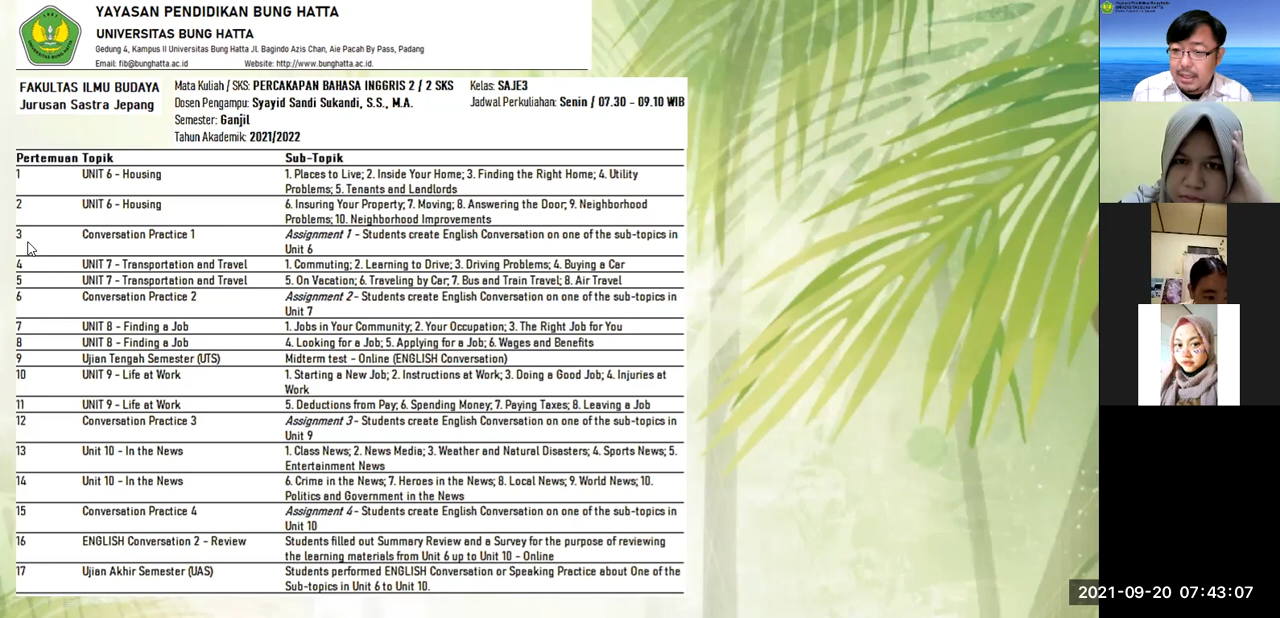 YAYASAN PENDIDIKAN BUNG HATTA
UNIVERSITAS BUNG HATTA
Gedung 4, Kampus II Universitas Bung Hatta Jl. Bagindo Azis Chan, Aie Pacah By Pass, Padang
Email: fib@bunghatta.ac.id Website: http://www.bunghatta.ac.id.
FAKULTAS ILMU BUDAYA
Jurusan Sastra Jepang
Mata Kuliah / SKS: PERCAKAPAN BAHASA INGGRIS 2 / 2 SKS Kelas: SAJE3
Dosen Pengampu: Syayid Sandi Sukandi, S.S., M.A. Jadwal Perkuliahan: Senin / 07.30 - 09.10 WIB
Semester: Ganjil
Tahun Akademik: 2021/2022
Pertemuan Topik Sub-Topik
1 UNIT 6 - Housing 1. Places to Live; 2. Inside Your Home; 3. Finding the Right Home; 4. Utility
Problems; 5. Tenants and Landlords
2 UNIT 6 - Housing 6. Insuring Your Property; 7. Moving; 8. Answering the Door; 9. Neighborhood
Problems; 10. Neighborhood Improvements
3 Conversation Practice 1 Assignment 1 - Students create English Conversation on one of the sub-topics in
Unit 6
4 UNIT 7 - Transportation and Travel 1. Commuting; 2. Learning to Drive; 3. Driving Problems; 4. Buying a Car
5 UNIT 7 - Transportation and Travel 5. On Vacation; 6. Traveling by Car; 7. Bus and Train Travel; 8. Air Travel
6 Conversation Practice 2 Assignment 2 - Students create English Conversation on one of the sub-topics in
Unit 7
7 UNIT 8 - Finding a Job 1. Jobs in Your Community; 2. Your Occupation; 3. The Right Job for You
8 UNIT 8 - Finding a Job 4. Looking for a Job; 5. Applying for a Job; 6. Wages and Benefits
9 Ujian Tengah Semester (UTS) Midterm test - Online (ENGLISH Conversation)
10 UNIT 9 - Life at Work 1. Starting a New Job; 2. Instructions at Work; 3. Doing a Good Job; 4. Injuries at
Work
11 UNIT 9 - Life at Work 5. Deductions from Pay; 6. Spending Money; 7. Paying Taxes; 8. Leaving a Job
12 Conversation Practice 3 Assignment 3 - Students create English Conversation on one of the sub-topics in
Unit 9
13 Unit 10 - In the News 1. Class News; 2. News Media; 3. Weather and Natural Disasters; 4. Sports News; 5.
Entertainment News
14 Unit 10 - In the News 6. Crime in the News; 7. Heroes in the News; 8. Local News; 9. World News; 10.
Politics and Government in the News
15 Conversation Practice 4 Assignment 4 - Students create English Conversation on one of the sub-topics in
Unit 10
16 ENGLISH Conversation 2 - Review Students filled out Summary Review and a Survey for the purpose of reviewing
the learning materials from Unit 6 up to Unit 10 - Online
17 Ujian Akhir Semester (UAS) Students performed ENGLISH Conversation or Speaking Practice about One of the
Sub-topics in Unit 6 to Unit 10.
2021-09-20 07:43:07